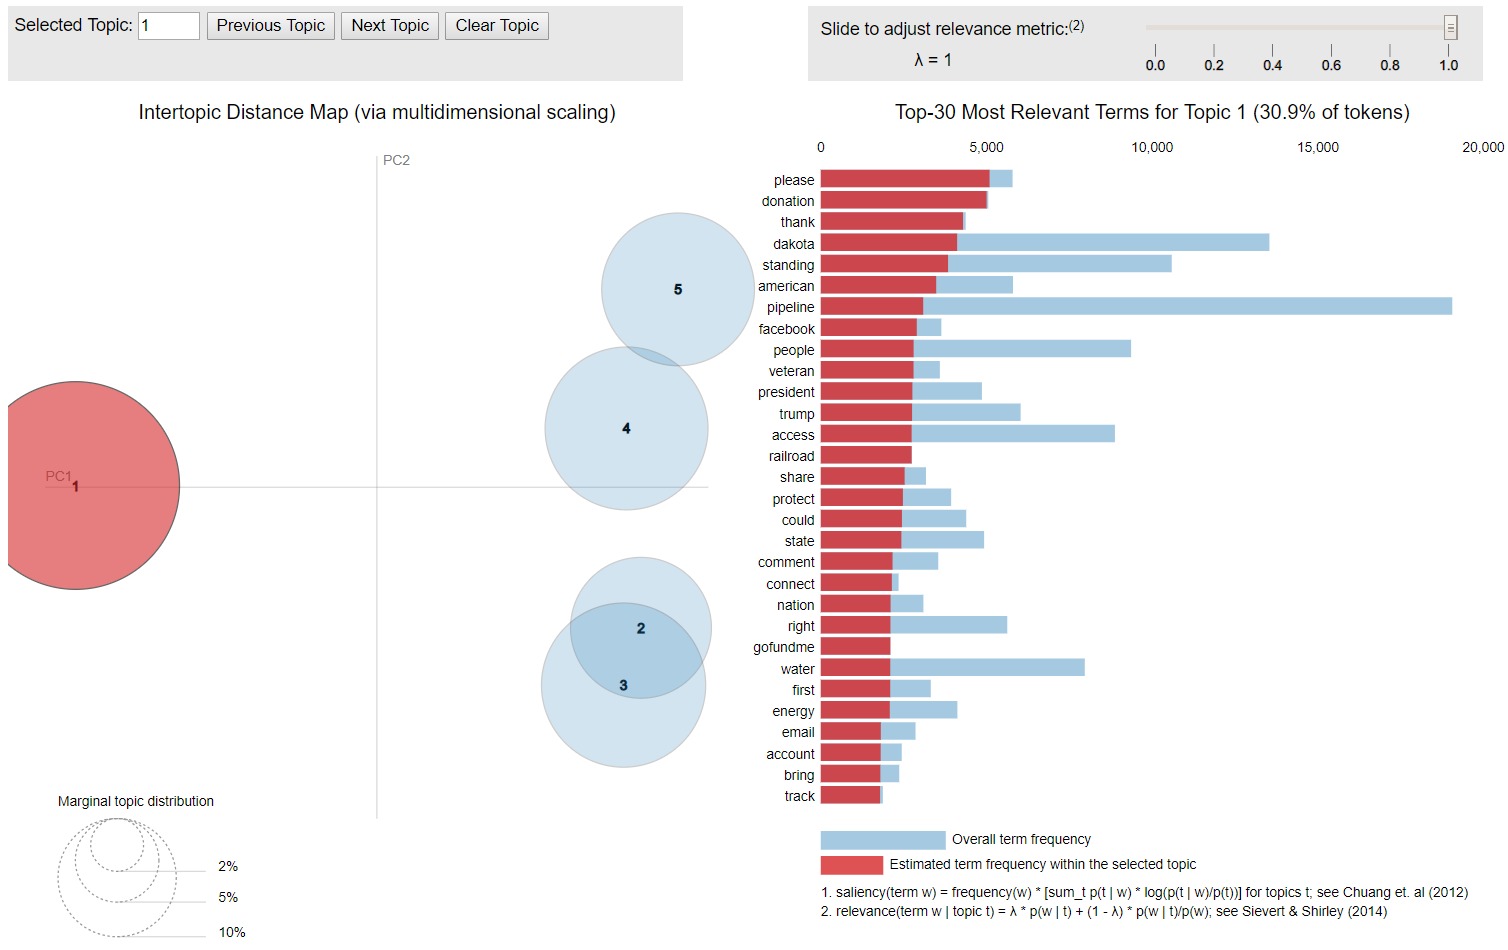 Selected Topic: 1 Previous Topic Next Topic Clear Topic
Slide to adjust relevance metric:(2)
λ = 1
0.0 0.2 0.4 0.6 0.8 1.0
Intertopic Distance Map (via multidimensional scaling)
PC2
PC1
1
5
4
2
3
Marginal topic distribution
2%
5%
10%
Top-30 Most Relevant Terms for Topic 1 (30.9% of tokens)
0 5,000 10,000 15,000 20,000
please
donation
thank
dakota
standing
american
pipeline
facebook
people
veteran
president
trump
access
railroad
share
protect
could
state
comment
connect
nation
right
gofundme
water
first
energy
email
account
bring
track
Overall term frequency
Estimated term frequency within the selected topic
1. saliency(term w) = frequency(w) * [sum_t p(t | w) * log(p(t | w)/p(t))] for topics t; see Chuang et. al (2012)
2. relevance(term w | topic t) = λ * p(w | t) + (1 - λ) * p(w | t)/p(w); see Sievert & Shirley (2014)